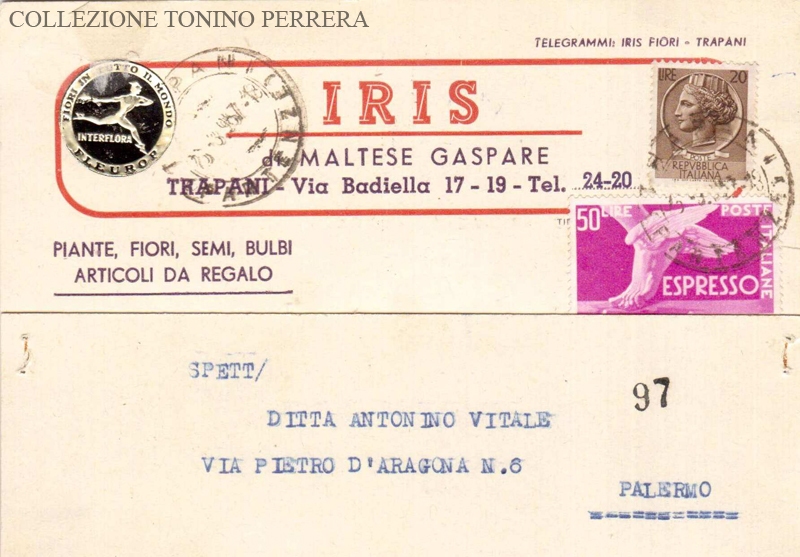 COLLEZIONE TONINO PERRERA
TELEGRAMMI: IRIS FIORI - TRAPANI
FIORI IN TUTTO IL MONDO
INTERFLORA
FLEUROP
IRIS
di MALTESE GASPARE
TRAPANI - Via Badiella 17 - 19 - Tel. 24-20
LIRE 20
POSTE
REPVBBLICA
ITALIANA
50 LIRE POSTE ITALIANE
ESPRESSO
PIANTE, FIORI, SEMI, BULBI
ARTICOLI DA REGALO
SPETT/
97
DITTA ANTONINO VITALE
VIA PIETRO D'ARAGONA N.6
PALERMO